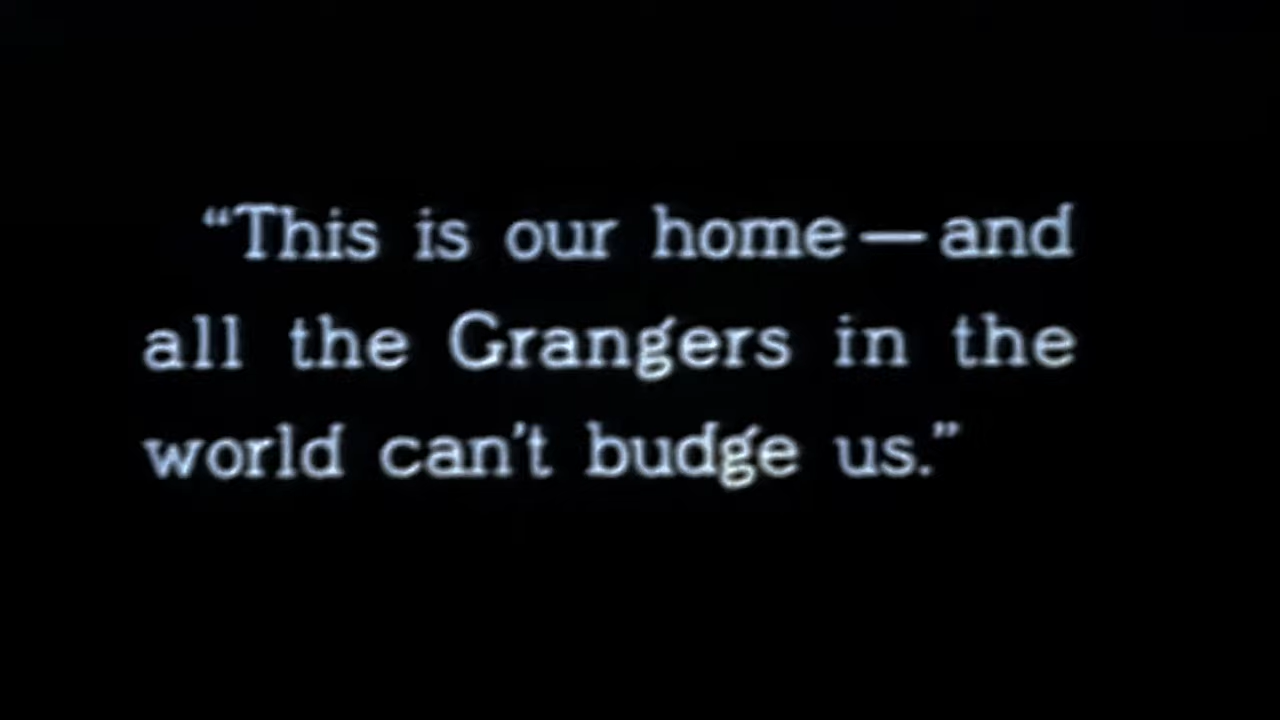 “This is our home—and
all the Grangers in the
world can’t budge us.”